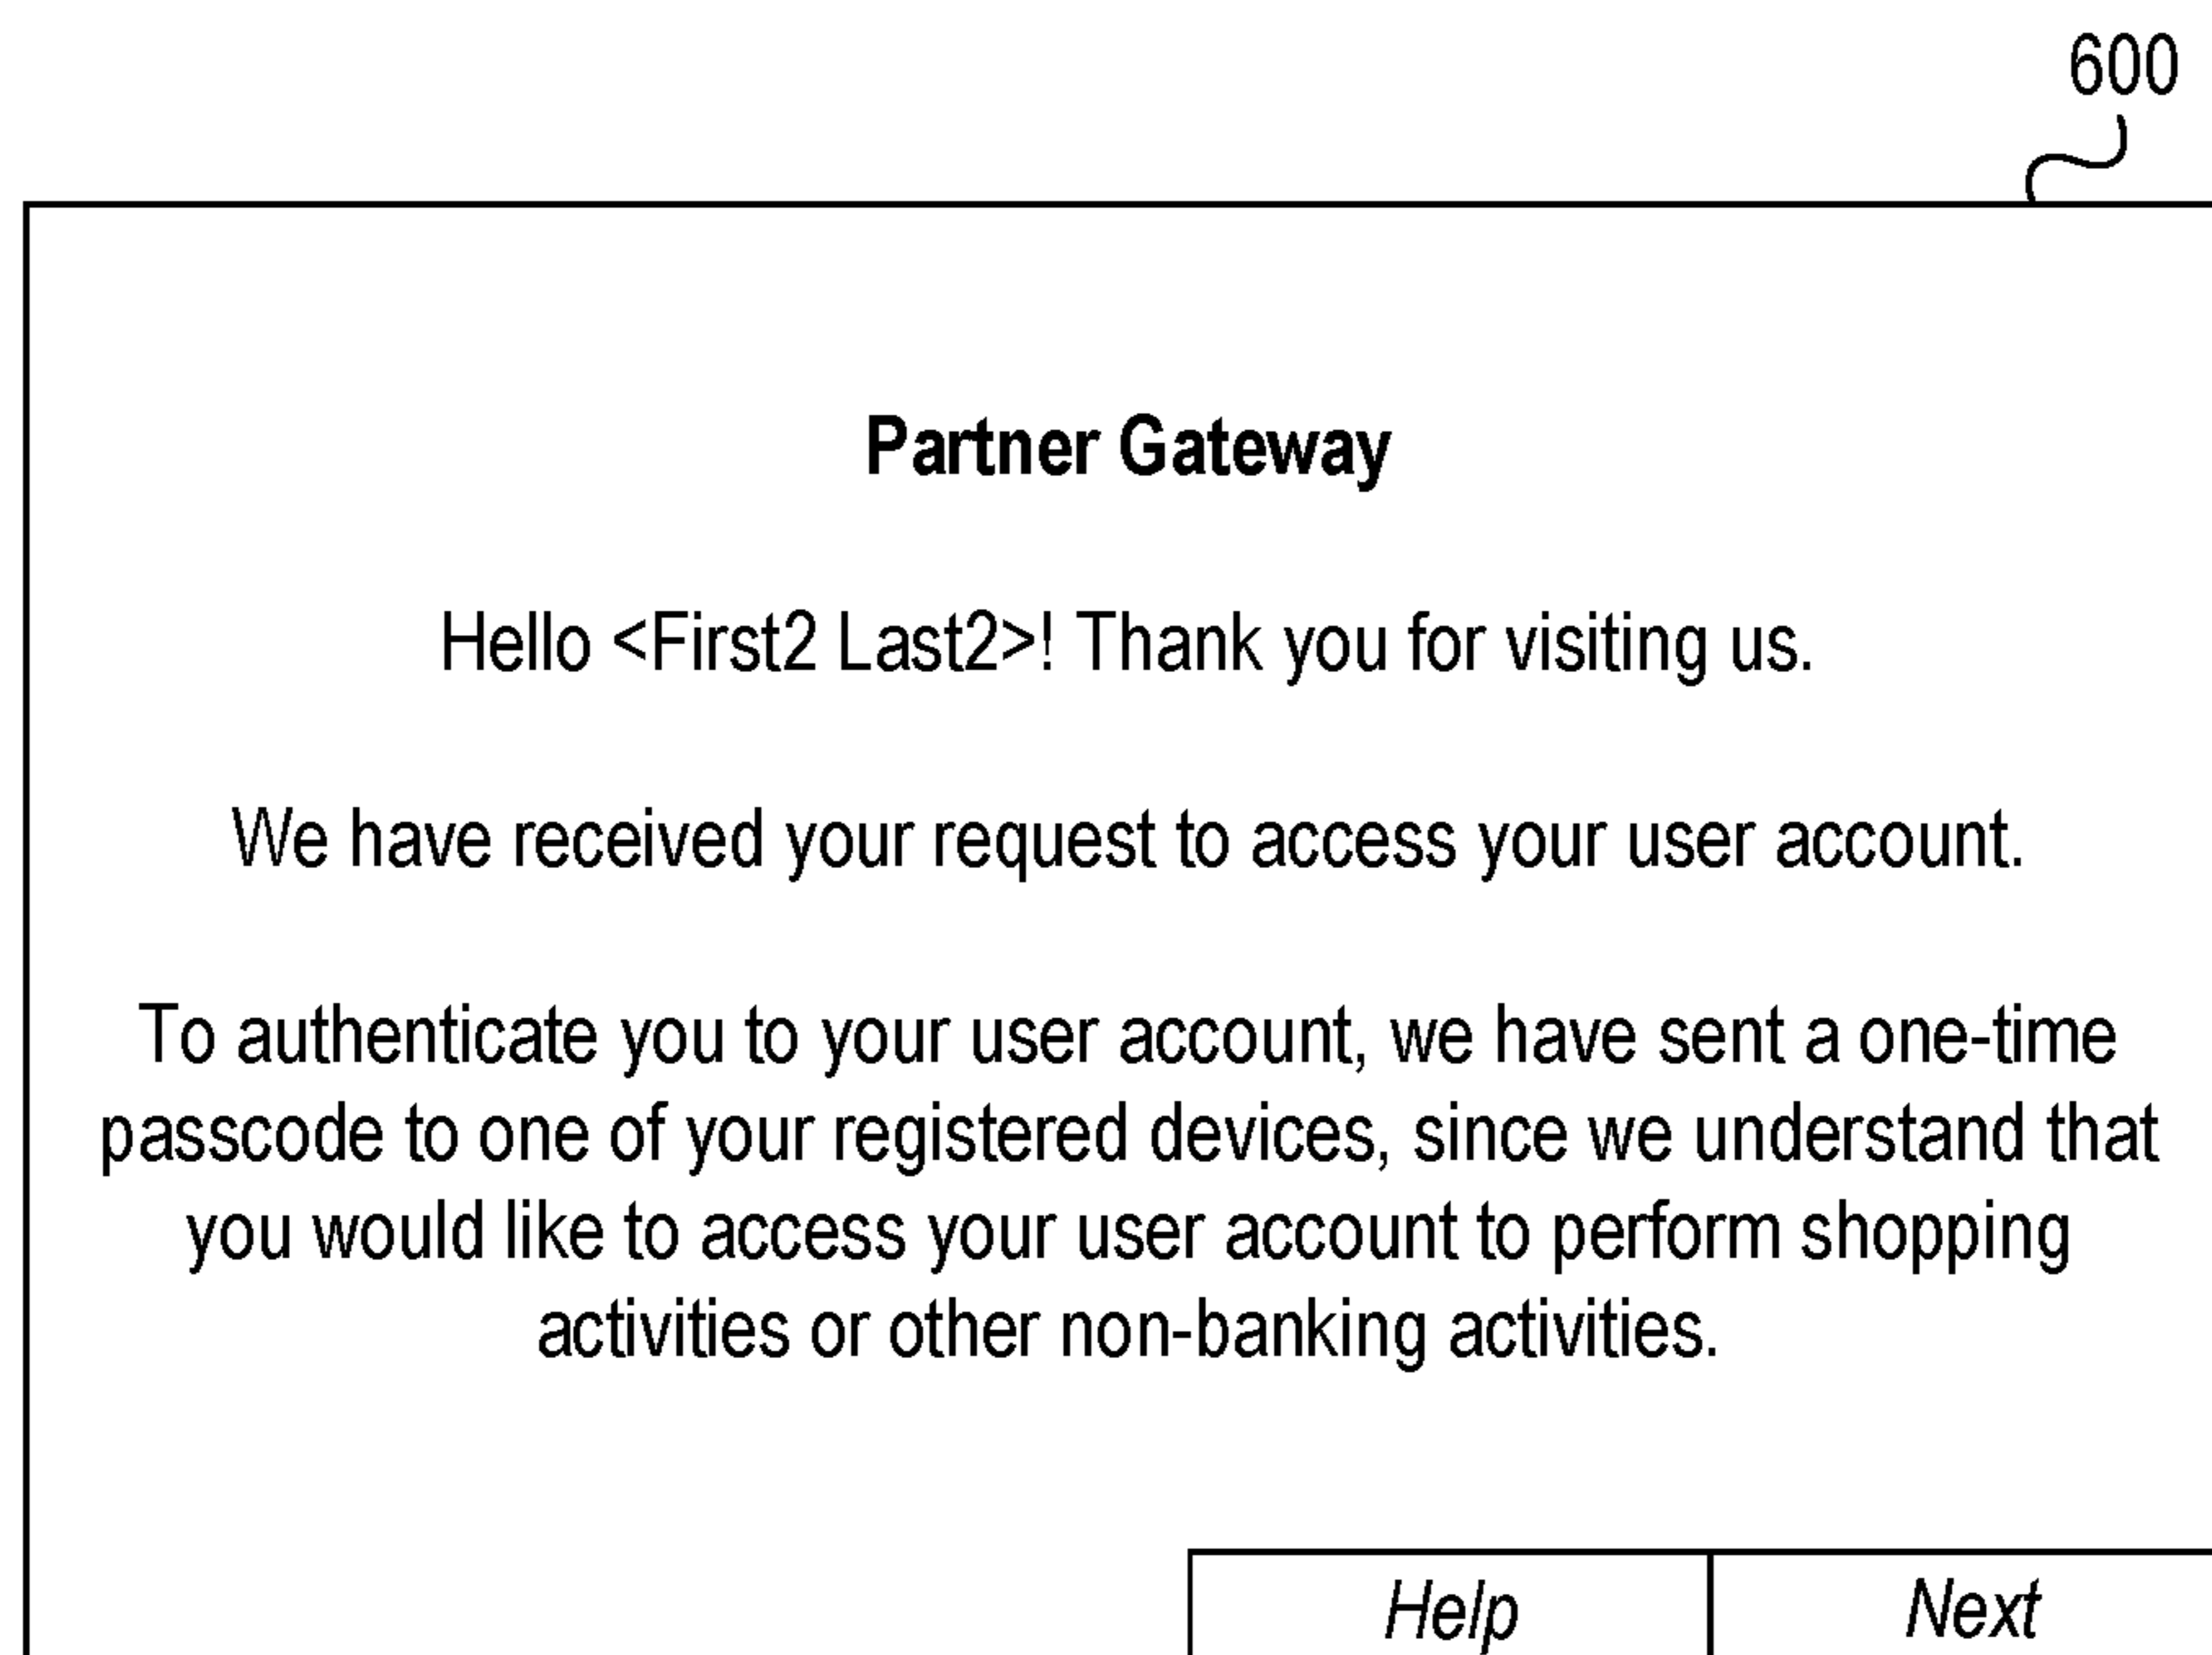 600
Partner Gateway
Hello <First2 Last2>! Thank you for visiting us.
We have received your request to access your user account.
To authenticate you to your user account, we have sent a one-time
passcode to one of your registered devices, since we understand that
you would like to access your user account to perform shopping
activities or other non-banking activities.
Help
Next